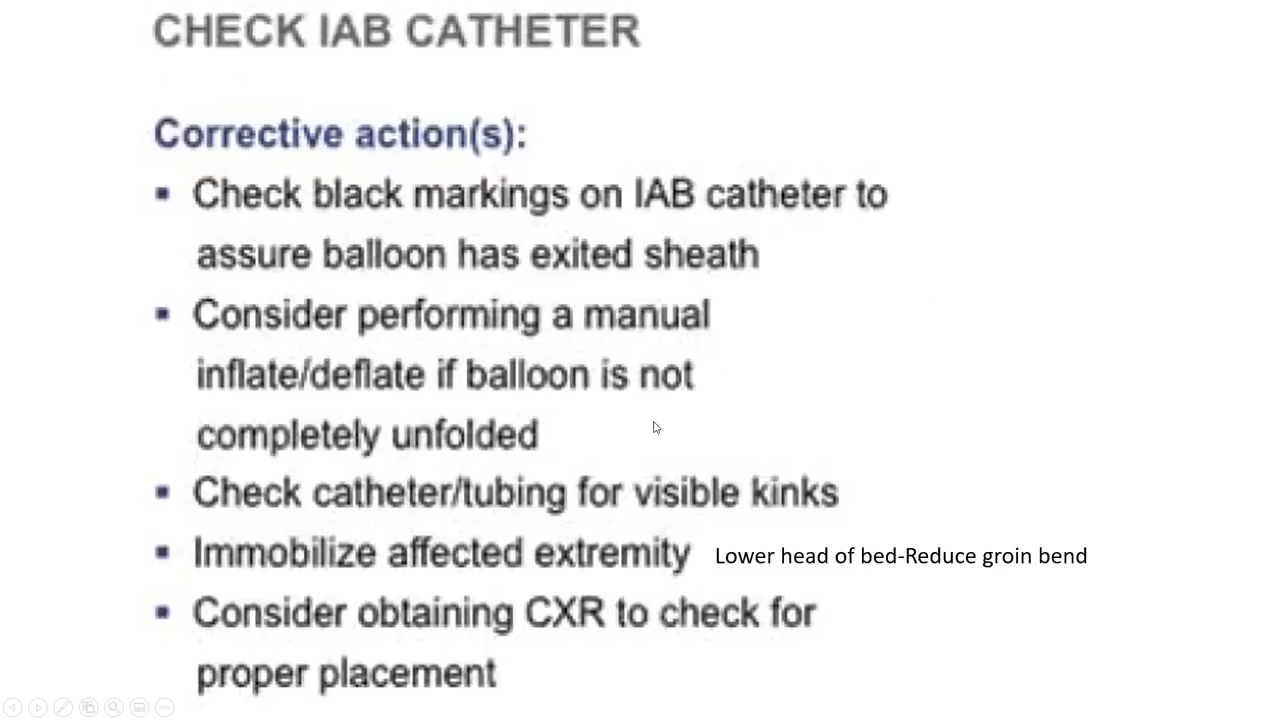 CHECK IAB CATHETER
Corrective action(s):
▪ Check black markings on IAB catheter to
assure balloon has exited sheath
▪ Consider performing a manual
inflate/deflate if balloon is not
completely unfolded
▪ Check catheter/tubing for visible kinks
▪ Immobilize affected extremity Lower head of bed-Reduce groin bend
▪ Consider obtaining CXR to check for
proper placement